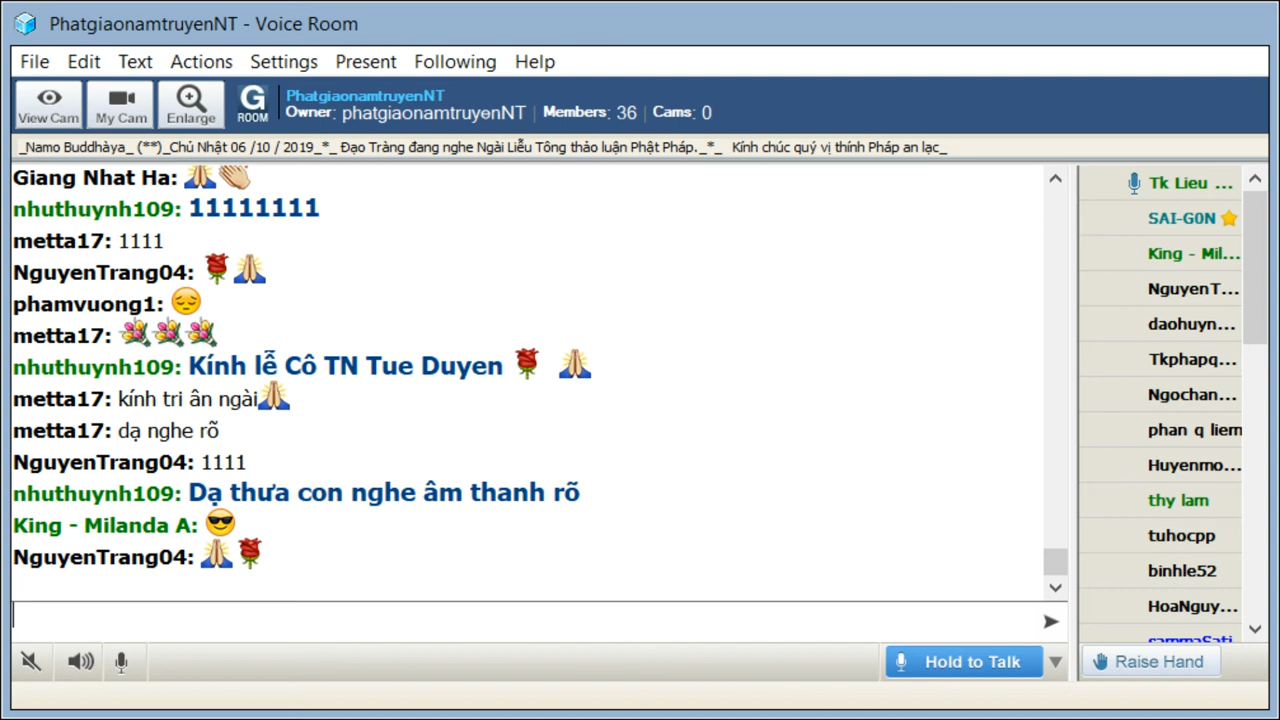 PhatgiaonamtruyenNT - Voice Room
File Edit Text Actions Settings Present Following Help
View Cam My Cam Enlarge G ROOM
PhatgiaonamtruyenNT
Owner: phatgiaonamtruyenNT | Members: 36 | Cams: 0
_Namo Buddhàya_ (**)_Chủ Nhật 06 /10 / 2019_*_ Đạo Tràng đang nghe Ngài Liễu Tông thảo luận Phật Pháp._*_ Kính chúc quý vị thính Pháp an lạc_
Giang Nhat Ha: 🙏👏
nhuthuynh109: 11111111
metta17: 1111
NguyenTrang04: 🌹🙏
phamvuong1: 😔
metta17: 💐💐💐
nhuthuynh109: Kính lễ Cô TN Tue Duyen 🌹 🙏
metta17: kính tri ân ngài🙏
metta17: dạ nghe rõ
NguyenTrang04: 1111
nhuthuynh109: Dạ thưa con nghe âm thanh rõ
King - Milanda A: 😎
NguyenTrang04: 🙏🌹
Tk Lieu ...
SAI-G0N
King - Mil...
NguyenT...
daohuyn...
Tkphapq...
Ngochan...
phan q liem
Huyenmo...
thy lam
tuhocpp
binhle52
HoaNguy...
sammaSati
Hold to Talk
Raise Hand